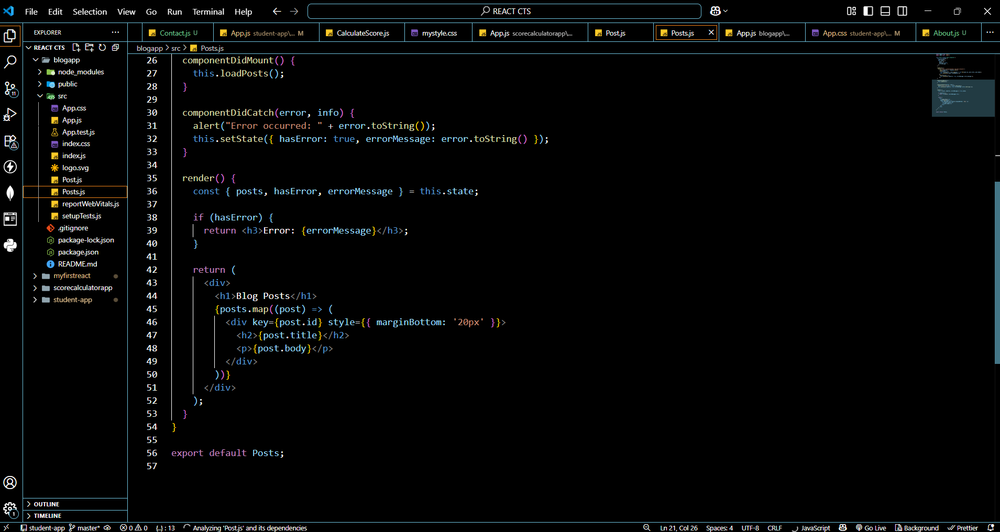 File Edit Selection View Go Run Terminal Help
REACT CTS
EXPLORER
Contact.js U
App.js student-app\... M
CalculateScore.js
mystyle.css
App.js scorecalculatorapp\...
Post.js
Posts.js
App.js blogapp\...
App.css student-app\... M
About.js U
REACT CTS
blogapp > src > Posts.js
blogapp
node_modules
public
src
App.css
App.js
App.test.js
index.css
index.js
logo.svg
Post.js
Posts.js
reportWebVitals.js
setupTests.js
.gitignore
package-lock.json
package.json
README.md
myfirstreact
scorecalculatorapp
student-app
OUTLINE
TIMELINE
11
1
26 componentDidMount() {
27 this.loadPosts();
28 }
29
30 componentDidCatch(error, info) {
31 alert("Error occurred: " + error.toString());
32 this.setState({ hasError: true, errorMessage: error.toString() });
33 }
34
35 render() {
36 const { posts, hasError, errorMessage } = this.state;
37
38 if (hasError) {
39 return <h3>Error: {errorMessage}</h3>;
40 }
41
42 return (
43 <div>
44 <h1>Blog Posts</h1>
45 {posts.map((post) => (
46 <div key={post.id} style={{ marginBottom: '20px' }}>
47 <h2>{post.title}</h2>
48 <p>{post.body}</p>
49 </div>
50 ))}
51 </div>
52 );
53 }
54 }
55
56 export default Posts;
57
student-app master* 0 0 {..} : 13 Analyzing 'Post.js' and its dependencies
Ln 21, Col 26 Spaces: 4 UTF-8 CRLF JavaScript Go Live Background Prettier